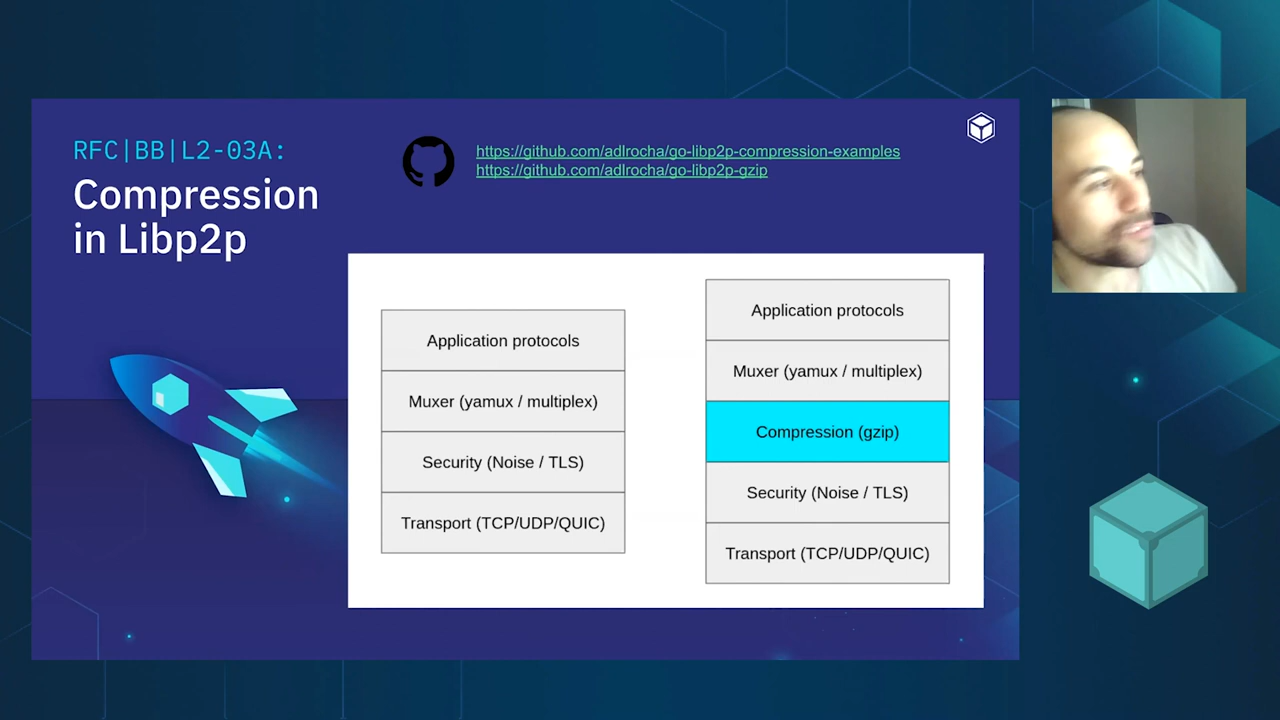 RFC|BB|L2-03A:
Compression
in Libp2p
https://github.com/adlrocha/go-libp2p-compression-examples
https://github.com/adlrocha/go-libp2p-gzip
Application protocols
Muxer (yamux / multiplex)
Security (Noise / TLS)
Transport (TCP/UDP/QUIC)
Application protocols
Muxer (yamux / multiplex)
Compression (gzip)
Security (Noise / TLS)
Transport (TCP/UDP/QUIC)